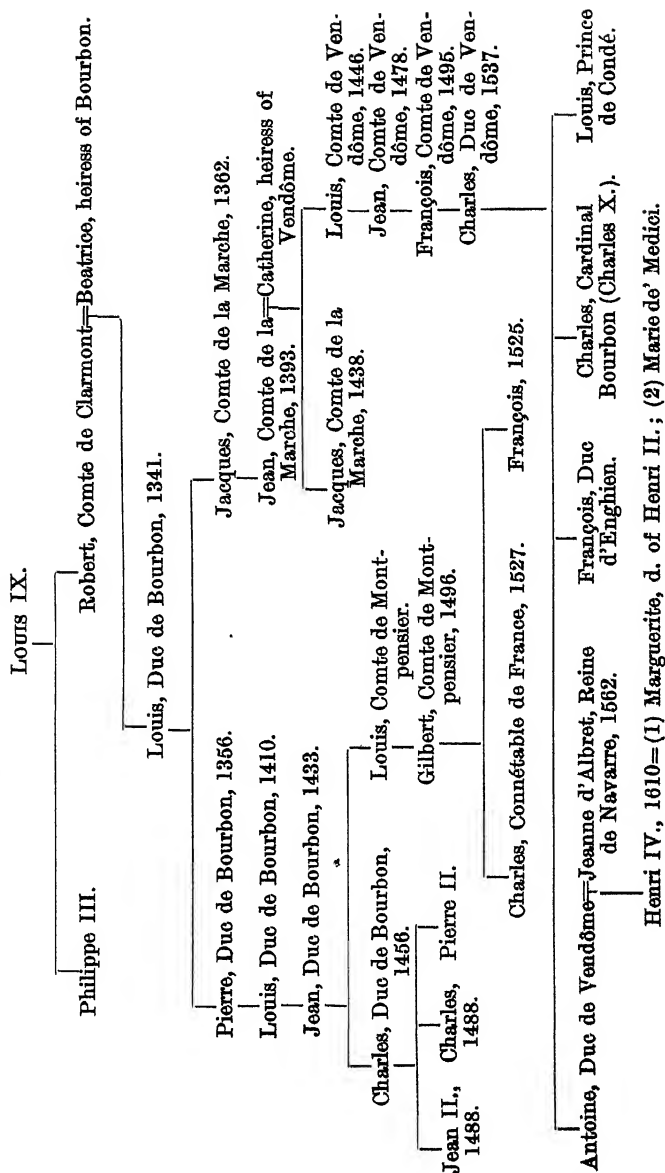 Louis IX.
Philippe III.
Robert, Comte de Clarmont=Beatrice, heiress of Bourbon.
Louis, Duc de Bourbon, 1341.
Pierre, Duc de Bourbon, 1356.
Jacques, Comte de la Marche, 1362.
Louis, Duc de Bourbon, 1410.
Jean, Comte de la=Catherine, heiress of
Marche, 1393.
Vendôme.
Jean, Duc de Bourbon, 1433.
Jacques, Comte de la
Marche, 1438.
Louis, Comte de Ven-
dôme, 1446.
Charles, Duc de Bourbon,
1456.
Louis, Comte de Mont-
pensier.
Jean, Comte de Ven-
dôme, 1478.
Jean II.,
1488.
Charles,
1488.
Pierre II.
Gilbert, Comte de Mont-
pensier, 1496.
François, Comte de Ven-
dôme, 1495.
Charles, Duc de Ven-
dôme, 1537.
Charles, Connétable de France, 1527.
François, 1525.
Antoine, Duc de Vendôme=Jeanne d'Albret, Reine
de Navarre, 1562.
François, Duc
d'Enghien.
Charles, Cardinal
Bourbon (Charles X.).
Louis, Prince
de Condé.
Henri IV., 1610=(1) Marguerite, d. of Henri II.; (2) Marie de' Medici.